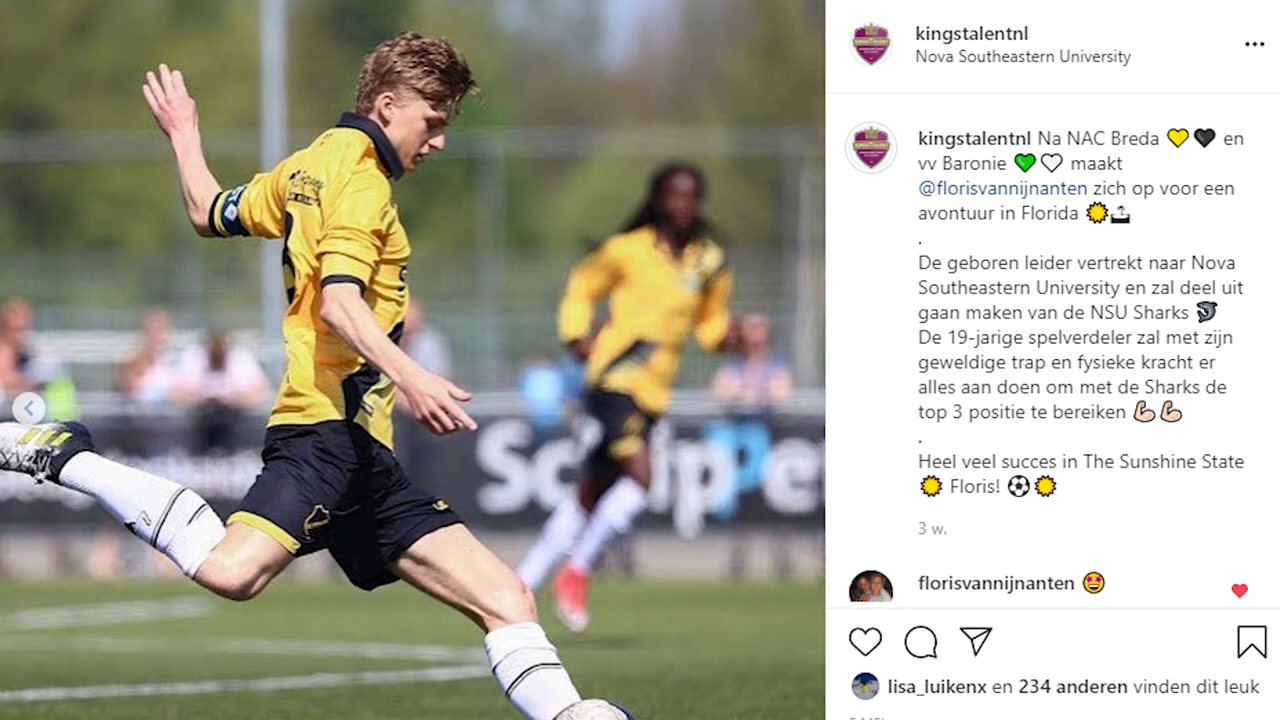 kingstalentnl
Nova Southeastern University
kingstalentnl Na NAC Breda 💛🖤 en
vv Baronie 💚🤍 maakt
@florisvannijnanten zich op voor een
avontuur in Florida ☀️🏝️
.
De geboren leider vertrekt naar Nova
Southeastern University en zal deel uit
gaan maken van de NSU Sharks 🦈
De 19-jarige spelverdeler zal met zijn
geweldige trap en fysieke kracht er
alles aan doen om met de Sharks de
top 3 positie te bereiken 💪🏻💪🏻
.
Heel veel succes in The Sunshine State
☀️ Floris! ⚽☀️
3 w.
florisvannijnanten 🤩
lisa_luikenx en 234 anderen vinden dit leuk